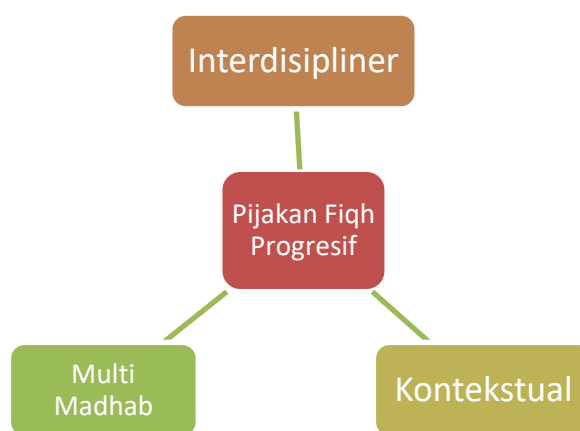 Interdisipliner
Pijakan Fiqh
Progresif
Multi
Madhab
Kontekstual